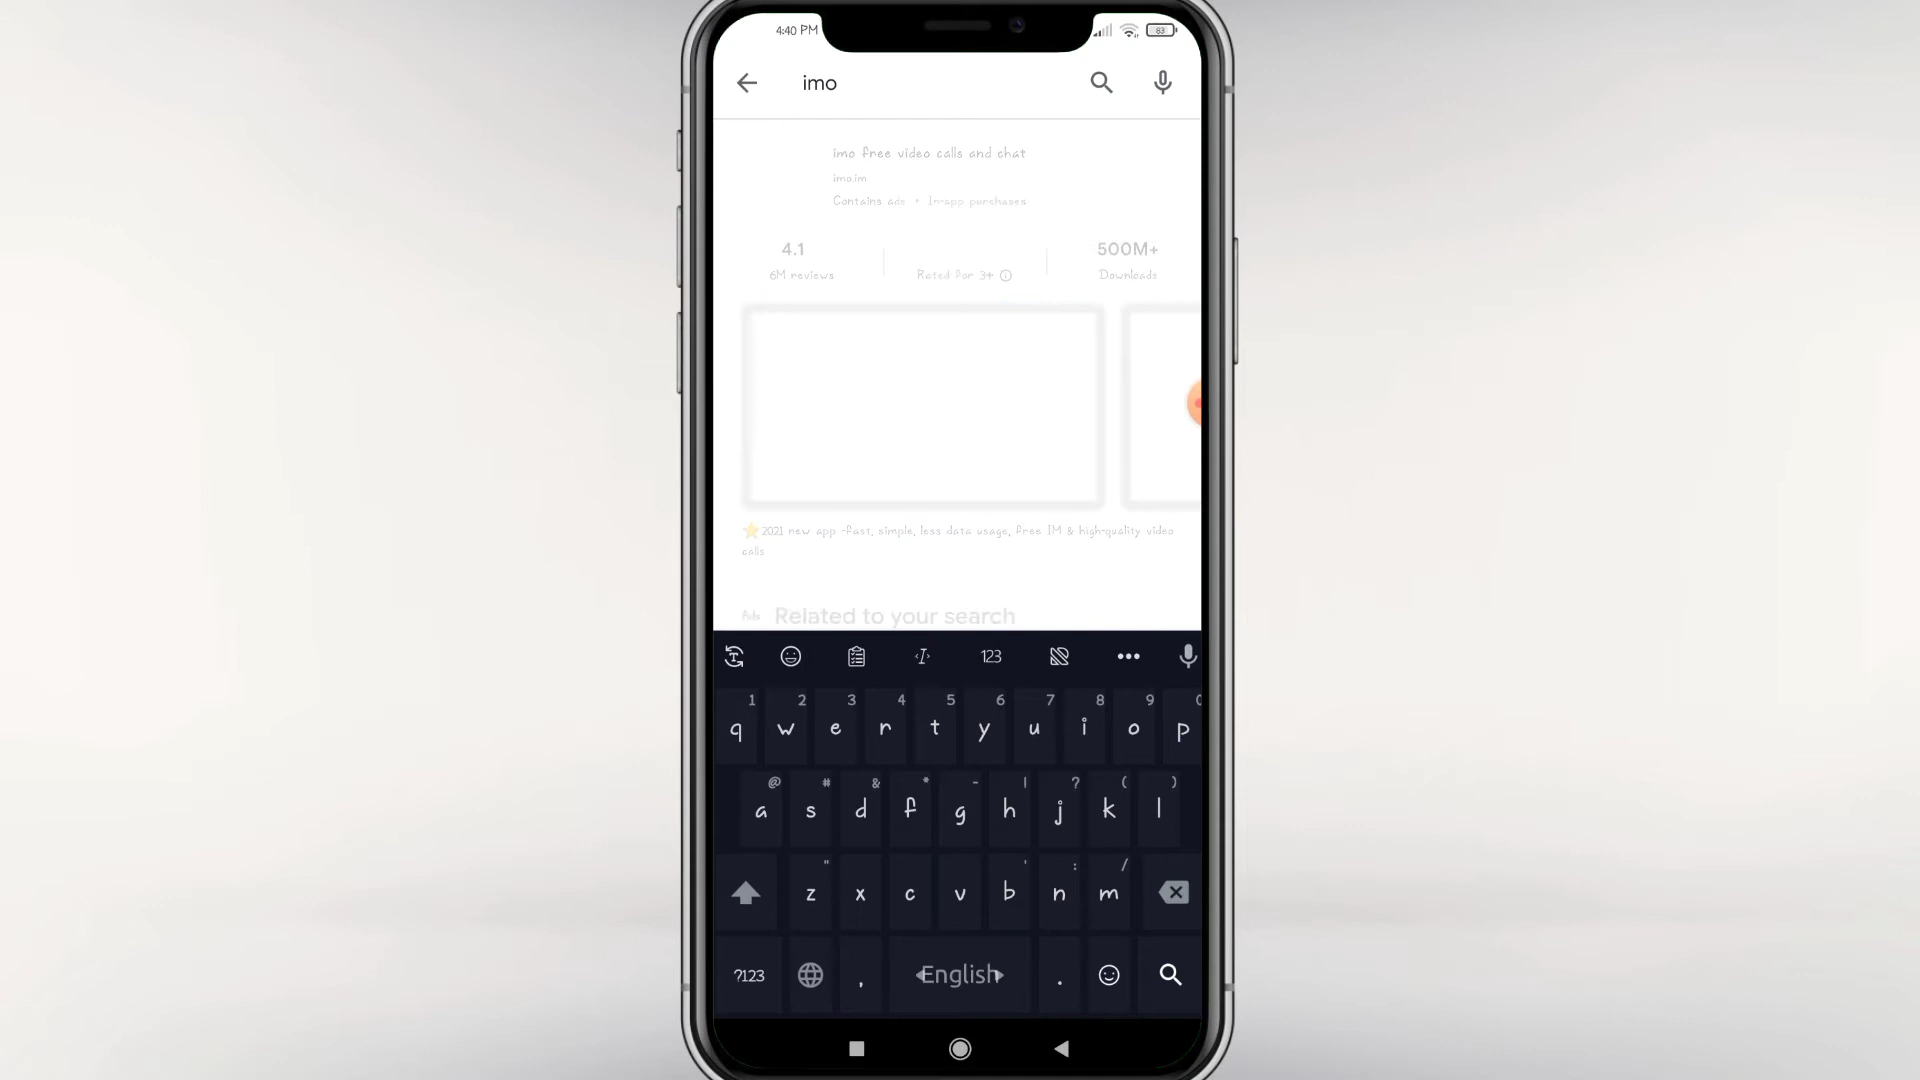 4:40 PM
83
imo
imo free video calls and chat
imo.im
Contains ads • In-app purchases
4.1
500M+
6M reviews
Rated for 3+
Downloads
⭐2021 new app -fast, simple, less data usage, free IM & high-quality video
calls
Ads Related to your search
123
1 2 3 4 5 6 7 8 9 0
q w e r t y u i o p
@ # & * - ! ? ( )
a s d f g h j k l
" ' : /
z x c v b n m
?123 , English .